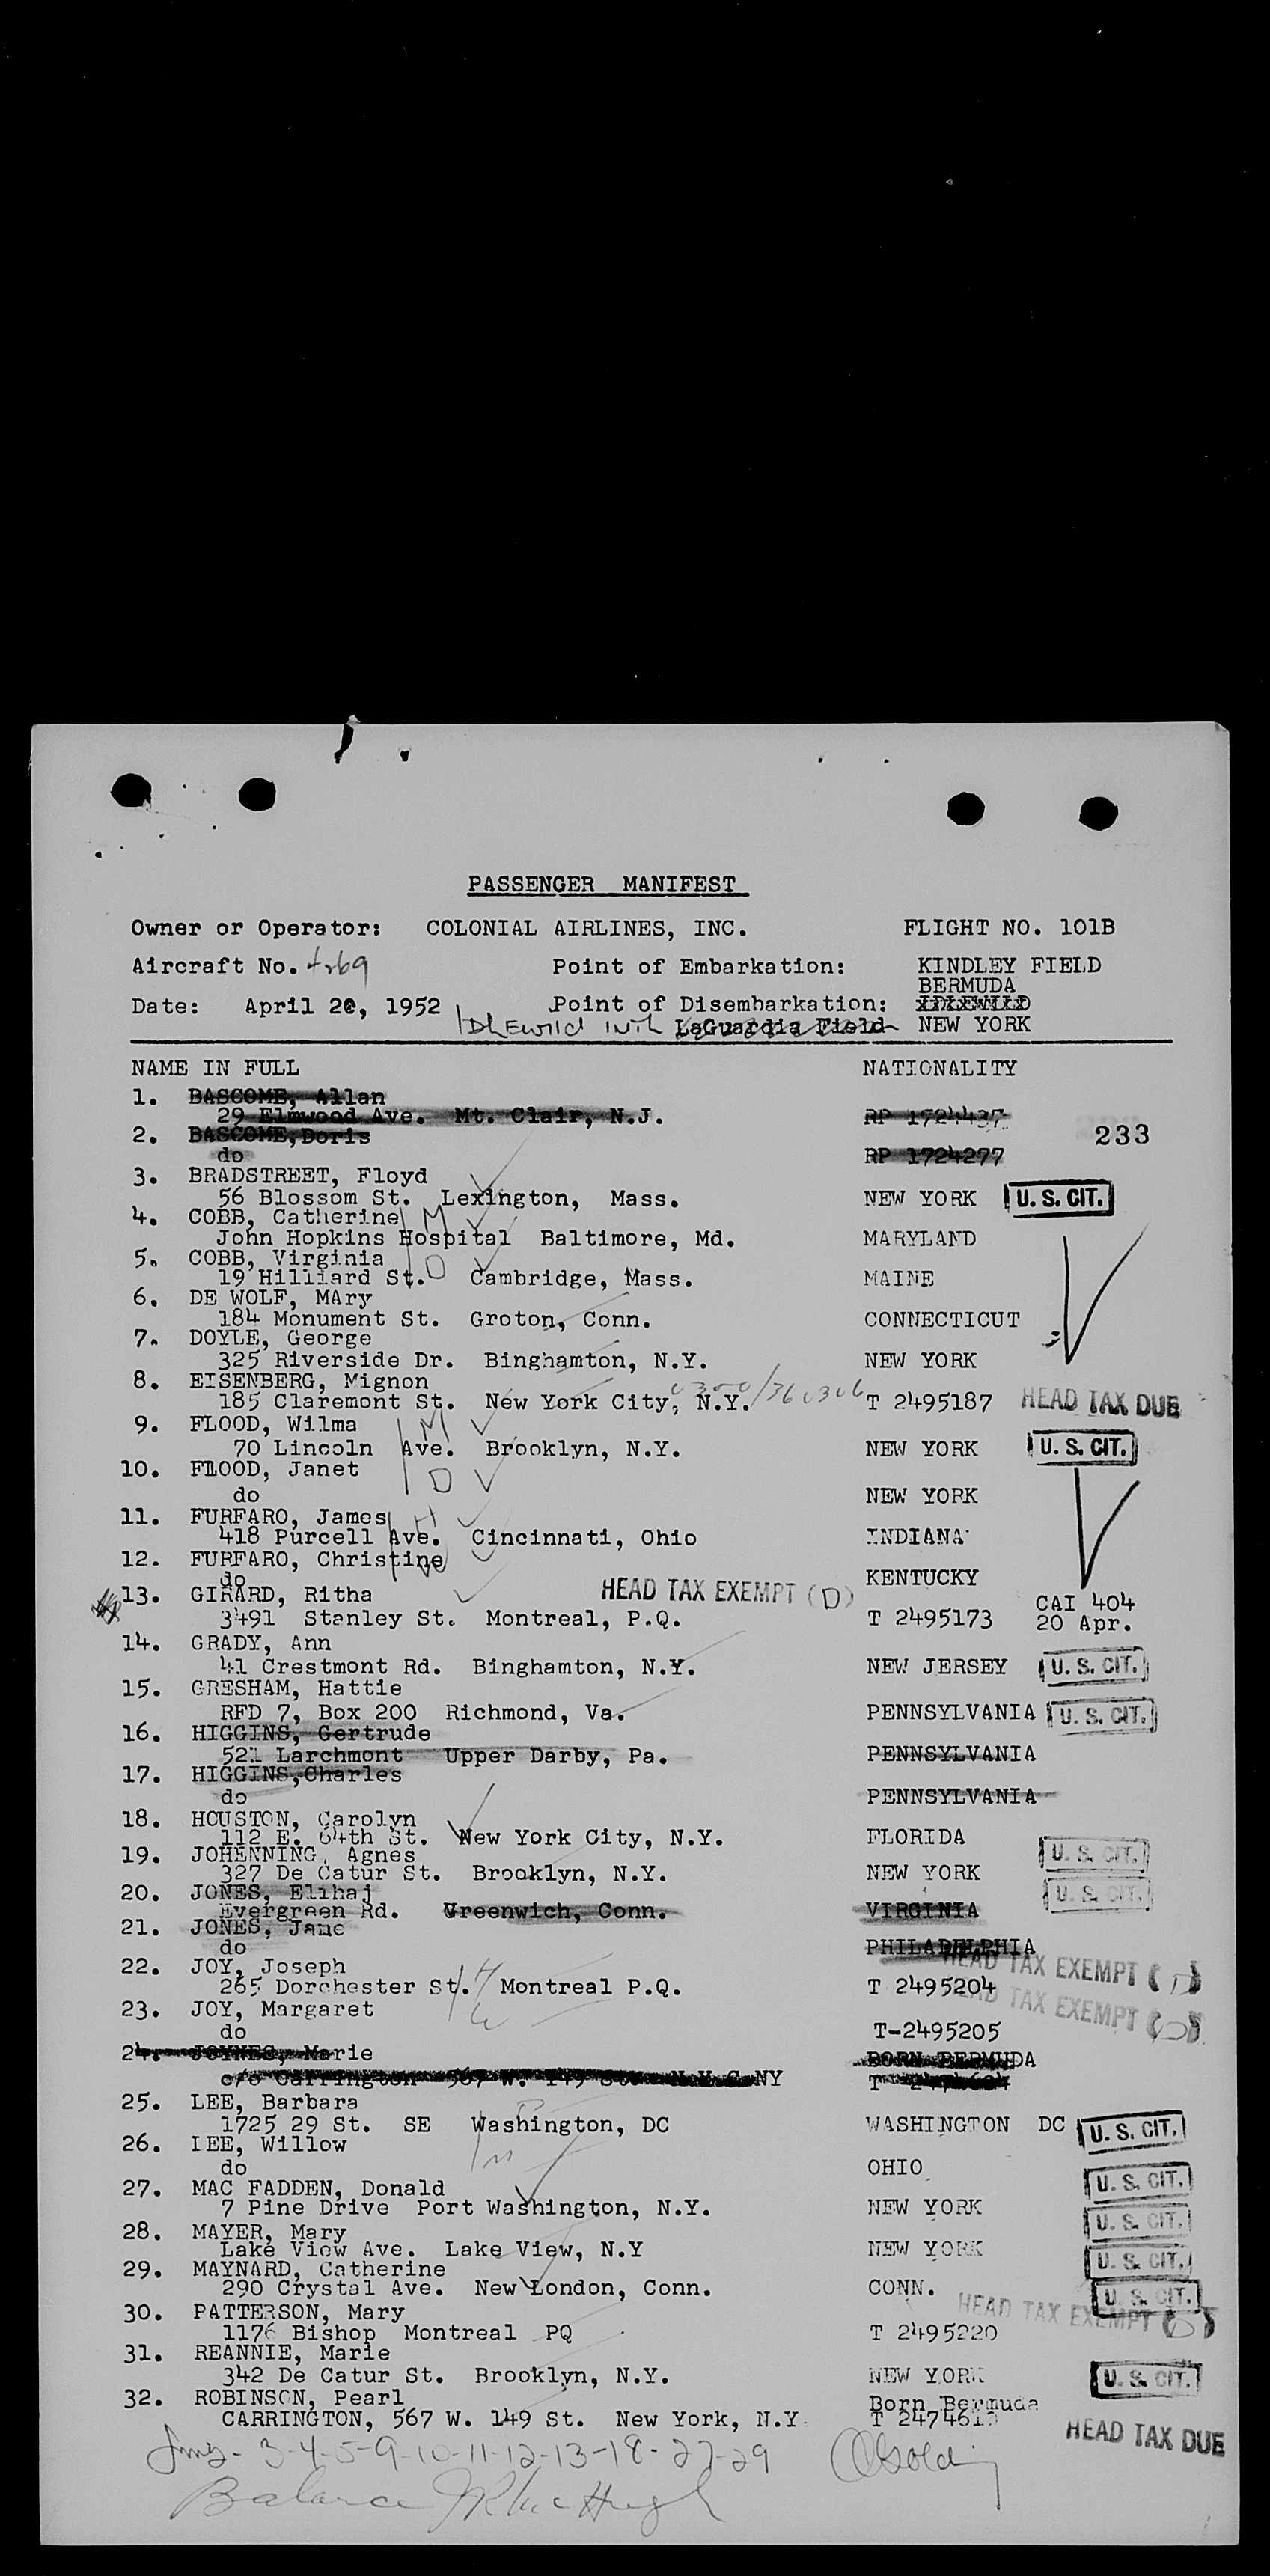 PASSENGER MANIFEST
Owner or Operator: COLONIAL AIRLINES, INC. FLIGHT NO. 101B
Aircraft No. Point of Embarkation: KINDLEY FIELD
BERMUDA
Date: April 20, 1952 Point of Disembarkation: IDLEWILD
IDLEwild INTL LaGuardia Field NEW YORK
NAME IN FULL NATIONALITY
1. BASCOME, Allan
29 Elmwood Ave. Mt. Clair, N.J. RP 1724437
2. BASCOME, Doris 233
do RP 1724277
3. BRADSTREET, Floyd
56 Blossom St. Lexington, Mass. NEW YORK U. S. CIT.
4. COBB, Catherine M
John Hopkins Hospital Baltimore, Md. MARYLAND
5. COBB, Virginia D
19 Hilliard St. Cambridge, Mass. MAINE
6. DE WOLF, MAry
184 Monument St. Groton, Conn. CONNECTICUT
7. DOYLE, George
325 Riverside Dr. Binghamton, N.Y. NEW YORK
8. EISENBERG, Mignon
185 Claremont St. New York City, N.Y. T 2495187 HEAD TAX DUE
9. FLOOD, Wilma M
70 Lincoln Ave. Brooklyn, N.Y. NEW YORK U. S. CIT.
10. FLOOD, Janet D
do NEW YORK
11. FURFARO, James H
418 Purcell Ave. Cincinnati, Ohio INDIANA
12. FURFARO, Christine W
do KENTUCKY
13. GIRARD, Ritha HEAD TAX EXEMPT (D) CAI 404
3491 Stanley St. Montreal, P.Q. T 2495173 20 Apr.
14. GRADY, Ann
41 Crestmont Rd. Binghamton, N.Y. NEW JERSEY U. S. CIT.
15. GRESHAM, Hattie
RFD 7, Box 200 Richmond, Va. PENNSYLVANIA U. S. CIT.
16. HIGGINS, Gertrude
521 Larchmont Upper Darby, Pa. PENNSYLVANIA
17. HIGGINS, Charles
do PENNSYLVANIA
18. HOUSTON, Carolyn
112 E. 64th St. New York City, N.Y. FLORIDA U. S. CIT.
19. JOHENNING, Agnes
327 De Catur St. Brooklyn, N.Y. NEW YORK U. S. CIT.
20. JONES, Elihaj
Evergreen Rd. Greenwich, Conn. VIRGINIA
21. JONES, Jane
do PHILADELPHIA
22. JOY, Joseph H HEAD TAX EXEMPT (D)
265 Dorchester St. Montreal P.Q. T 2495204
23. JOY, Margaret W HEAD TAX EXEMPT (D)
do T-2495205
24. JOYNES, Marie BORN BERMUDA
c/o Carrington 567 W. 149 St. N.Y.C. NY T
25. LEE, Barbara
1725 29 St. SE Washington, DC WASHINGTON DC U. S. CIT.
26. LEE, Willow M
do OHIO U. S. CIT.
27. MAC FADDEN, Donald
7 Pine Drive Port Washington, N.Y. NEW YORK U. S. CIT.
28. MAYER, Mary
Lake View Ave. Lake View, N.Y NEW YORK U. S. CIT.
29. MAYNARD, Catherine
290 Crystal Ave. New London, Conn. CONN. U. S. CIT.
30. PATTERSON, Mary HEAD TAX EXEMPT (D)
1176 Bishop Montreal PQ T 2495220
31. REANNIE, Marie
342 De Catur St. Brooklyn, N.Y. NEW YORK U. S. CIT.
32. ROBINSON, Pearl Born Bermuda
CARRINGTON, 567 W. 149 St. New York, N.Y. T 2474613 HEAD TAX DUE
3-4-5-9-10-11-12-13-18-27-29
Balance